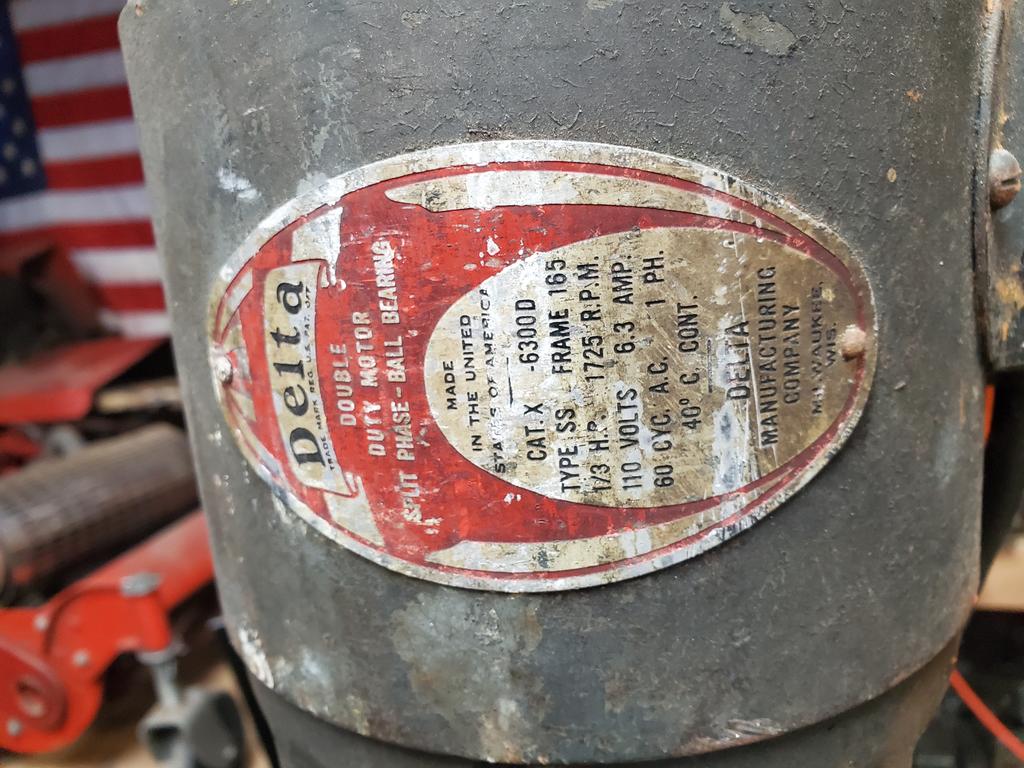 Delta
TRADE MARK REG. U.S. PAT. OFF.
DOUBLE
DUTY MOTOR
SPLIT PHASE-BALL BEARING
MADE
IN THE UNITED
STATES OF AMERICA
CAT.X -6300D
TYPE SS FRAME 165
1/3 H.P. 1725 R.P.M.
110 VOLTS 6.3 AMP.
60 CYC. A.C. 1 PH.
40° C. CONT.
DELTA
MANUFACTURING
COMPANY
MILWAUKEE,
WIS.